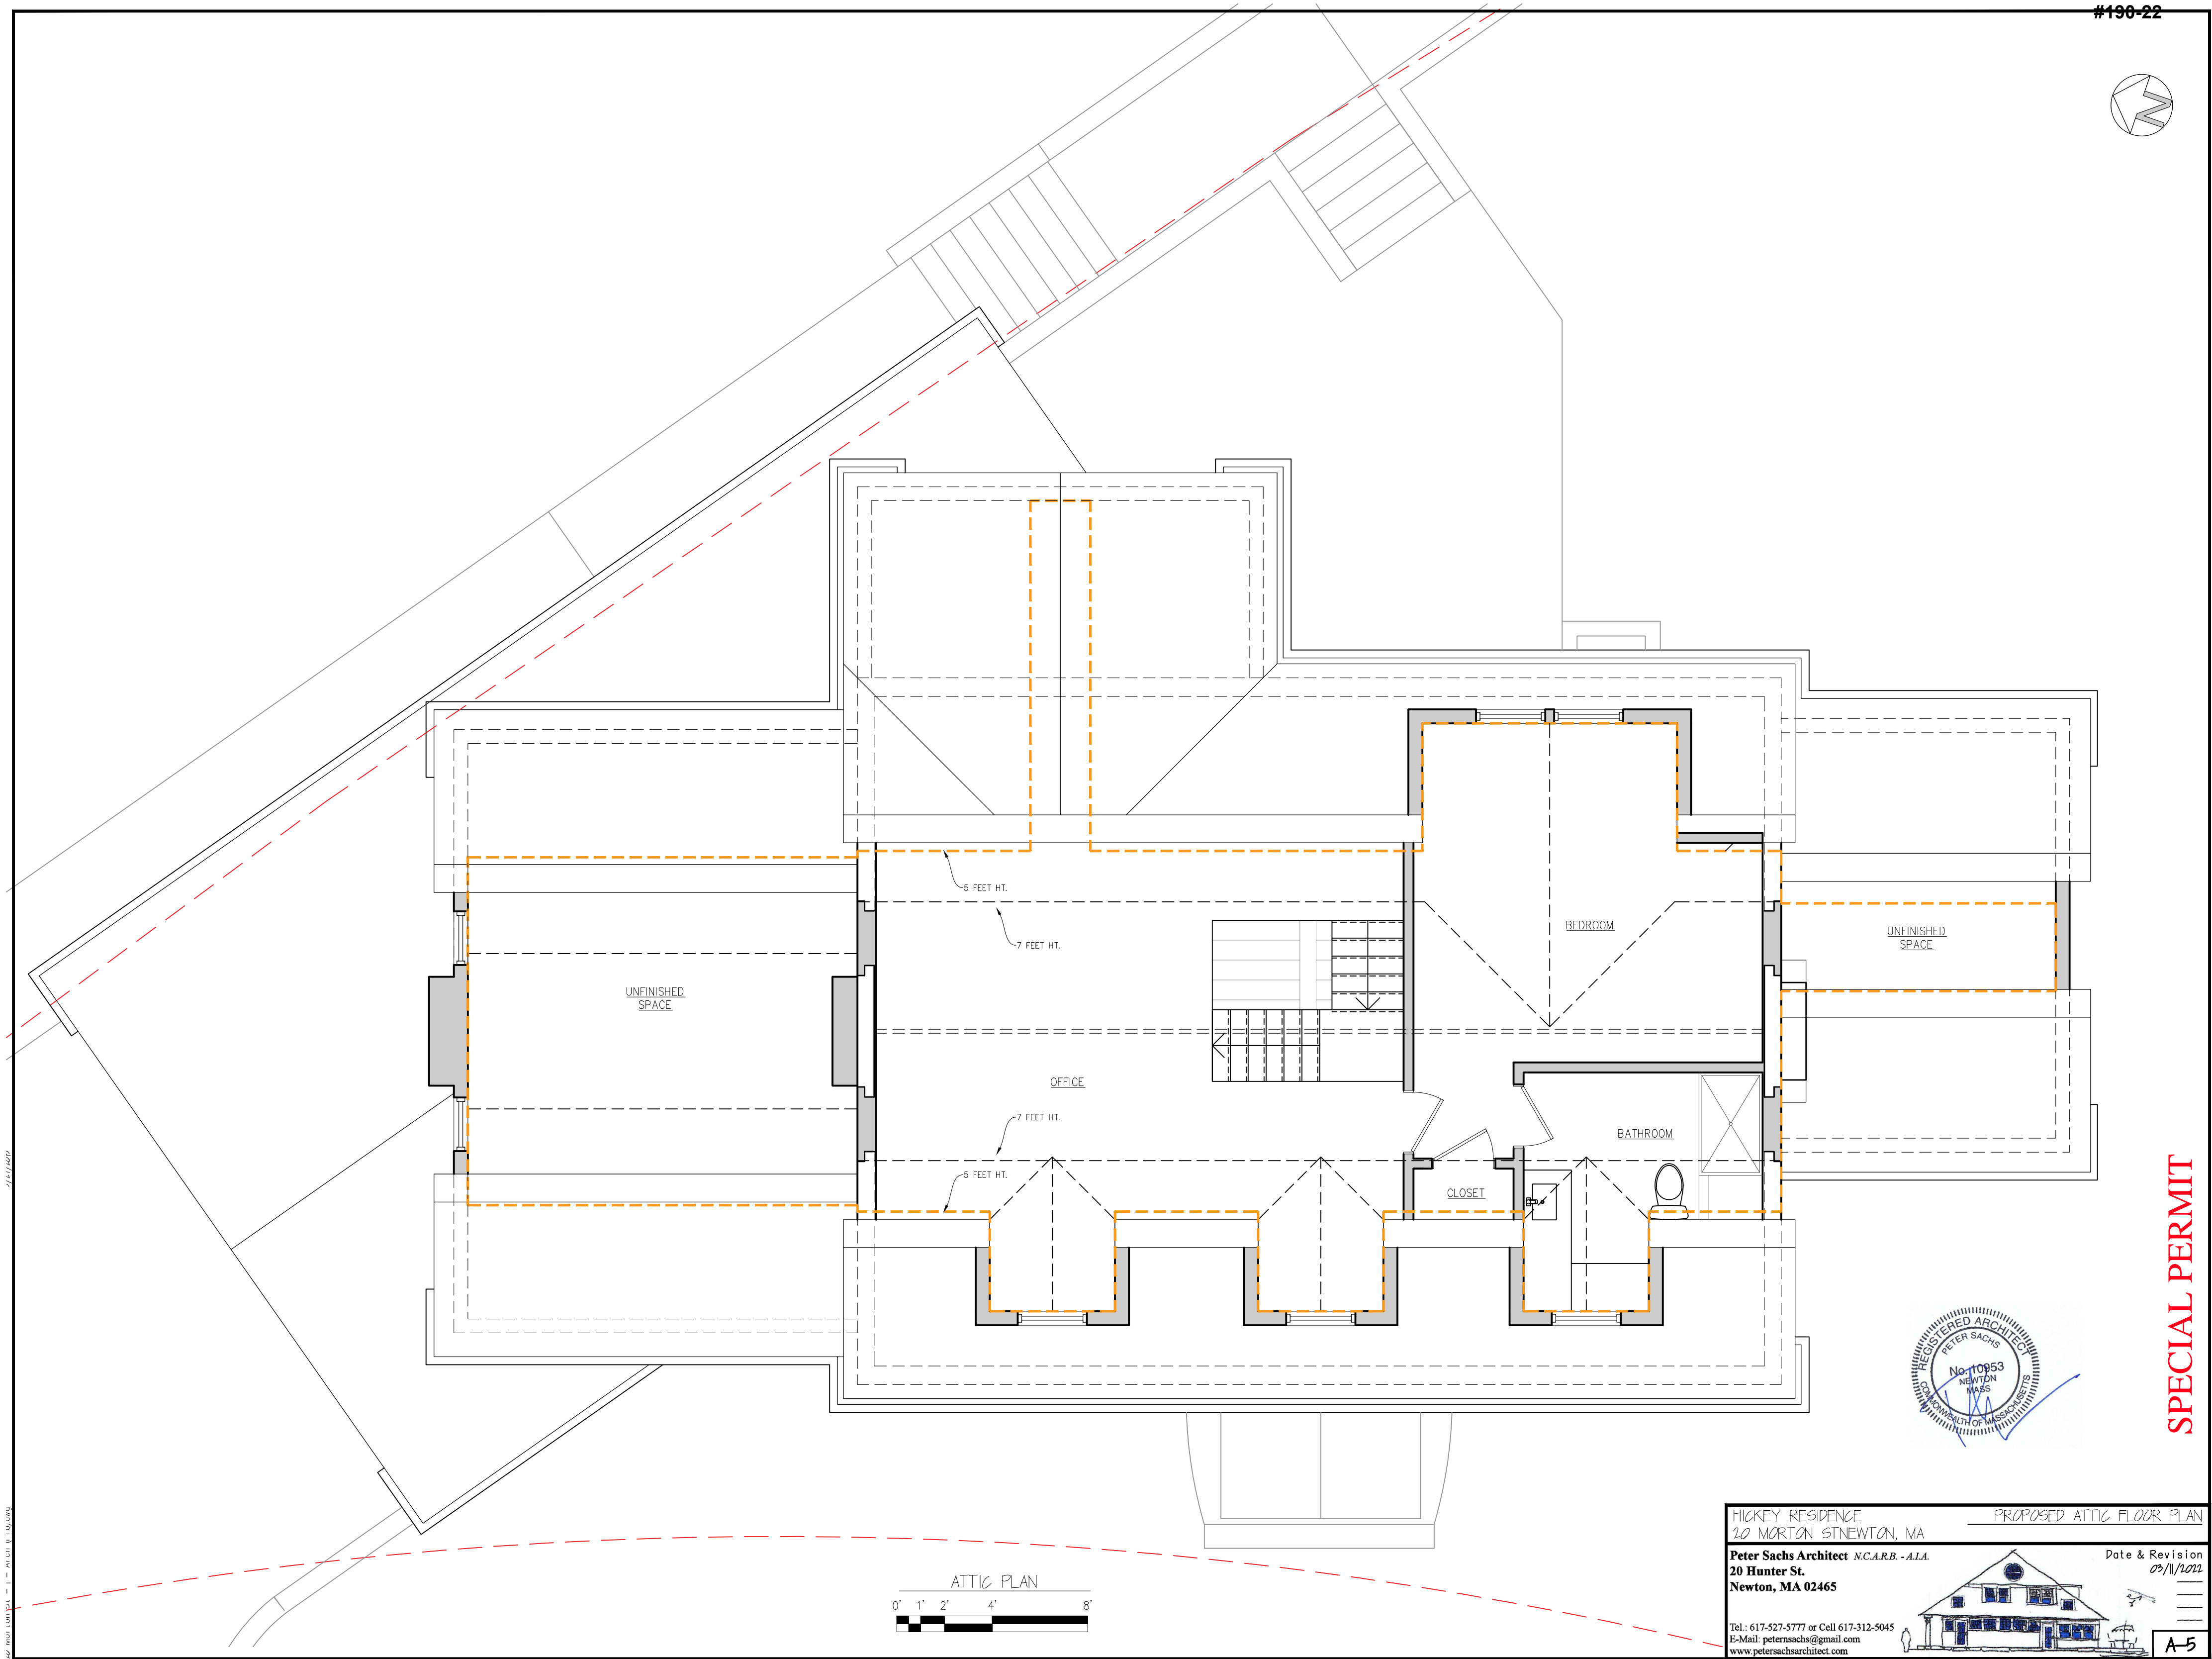 #190-22
5 FEET HT.
7 FEET HT.
BEDROOM
UNFINISHED
SPACE
UNFINISHED
SPACE
OFFICE
7 FEET HT.
BATHROOM
5 FEET HT.
CLOSET
SPECIAL PERMIT
REGISTERED ARCHITECT
PETER SACHS
No. 10953
NEWTON
MASS
COMMONWEALTH OF MASSACHUSETTS
ATTIC PLAN
0' 1' 2' 4' 8'
HICKEY RESIDENCE
20 MORTON STNEWTON, MA
PROPOSED ATTIC FLOOR PLAN
Peter Sachs Architect N.C.A.R.B. - A.I.A.
20 Hunter St.
Newton, MA 02465
Tel.: 617-527-5777 or Cell 617-312-5045
E-Mail: peternsachs@gmail.com
www.petersachsarchitect.com
Date & Revision
03/11/2022
A-5